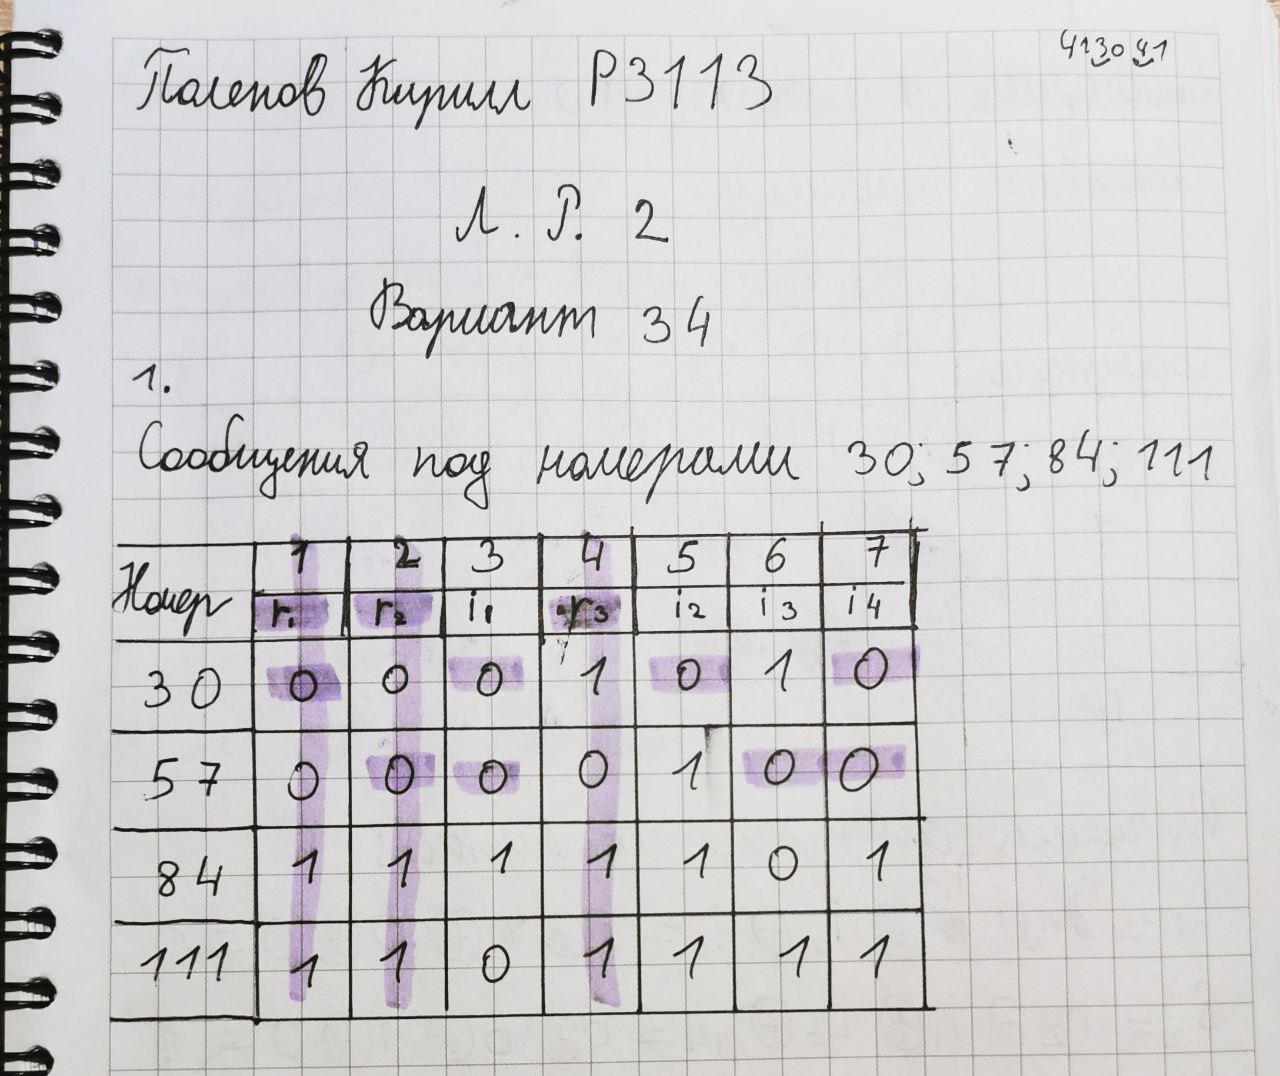 413041
Поленов Кирилл Р3113
Л. Р. 2
Вариант 34
1.
Сообщения под номерами 30; 57; 84; 111
Номер 1 2 3 4 5 6 7
r1 r2 i1 r3 i2 i3 i4
30 0 0 0 1 0 1 0
57 0 0 0 0 1 0 0
84 1 1 1 1 1 0 1
111 1 1 0 1 1 1 1